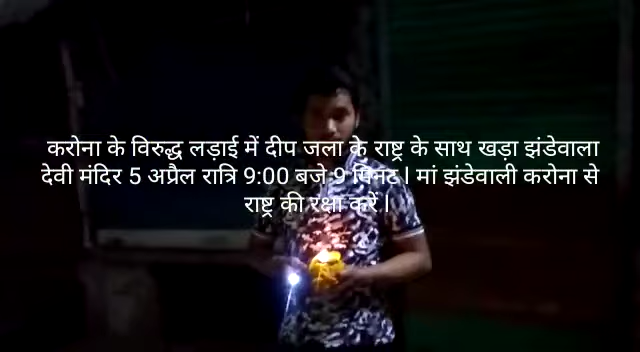 करोना के विरुद्ध लड़ाई में दीप जला के राष्ट्र के साथ खड़ा झंडेवाला
देवी मंदिर 5 अप्रैल रात्रि 9:00 बजे 9 मिनट l मां झंडेवाली करोना से
राष्ट्र की रक्षा करें l